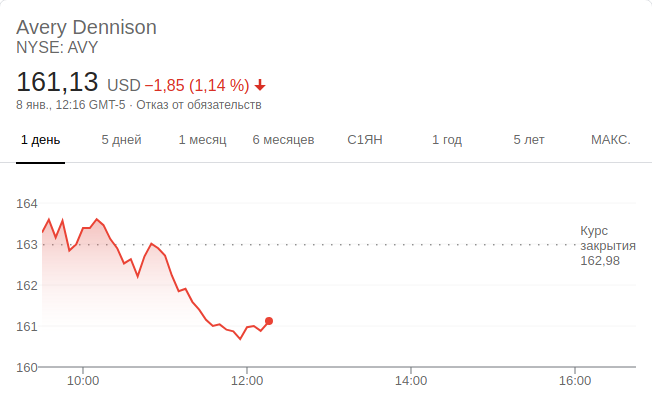 Avery Dennison
NYSE: AVY
161,13 USD −1,85 (1,14 %)
8 янв., 12:16 GMT-5 · Отказ от обязательств
1 день 5 дней 1 месяц 6 месяцев С1ЯН 1 год 5 лет МАКС.
164
163
162
161
160
Курс
закрытия
162,98
10:00 12:00 14:00 16:00